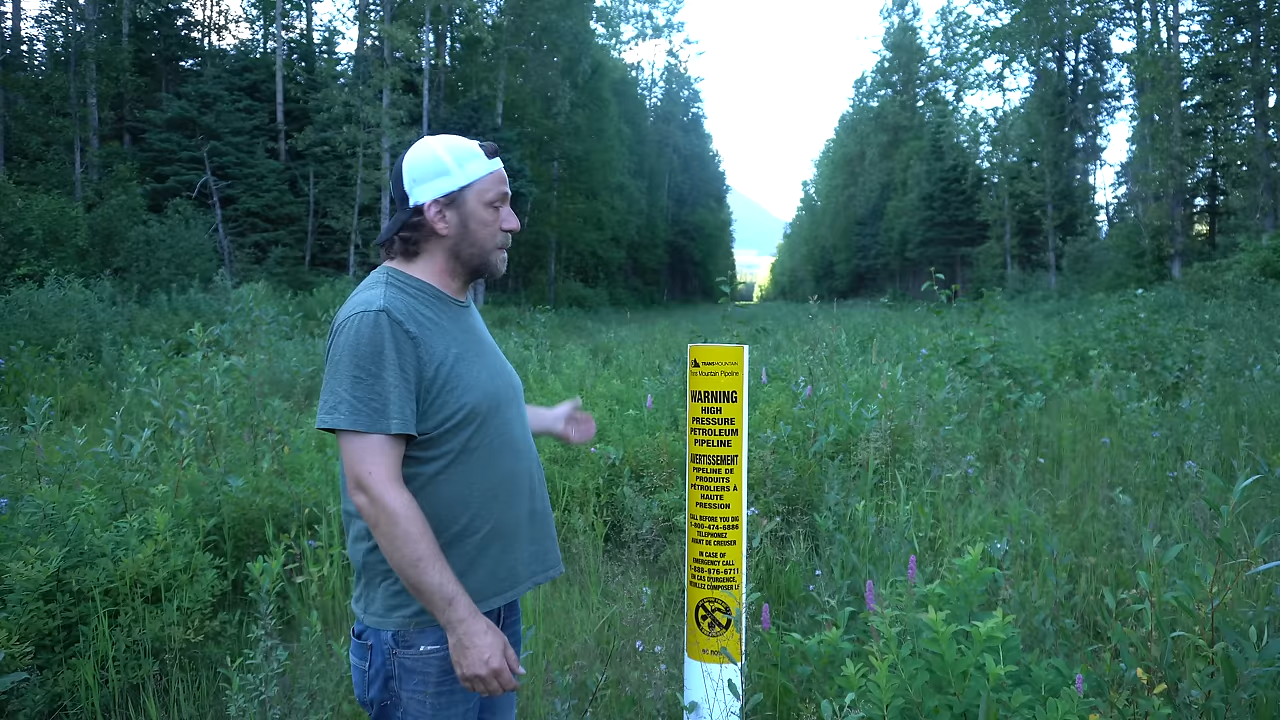 TRANSMOUNTAIN
Trans Mountain Pipeline
WARNING
HIGH
PRESSURE
PETROLEUM
PIPELINE
AVERTISSEMENT
PIPELINE DE
PRODUITS
PÉTROLIERS À
HAUTE
PRESSION
CALL BEFORE YOU DIG
1-800-474-6886
TELEPHONEZ
AVANT DE CREUSER
IN CASE OF
EMERGENCY CALL
1-888-876-6711
EN CAS D'URGENCE,
VEUILLEZ COMPOSER LE